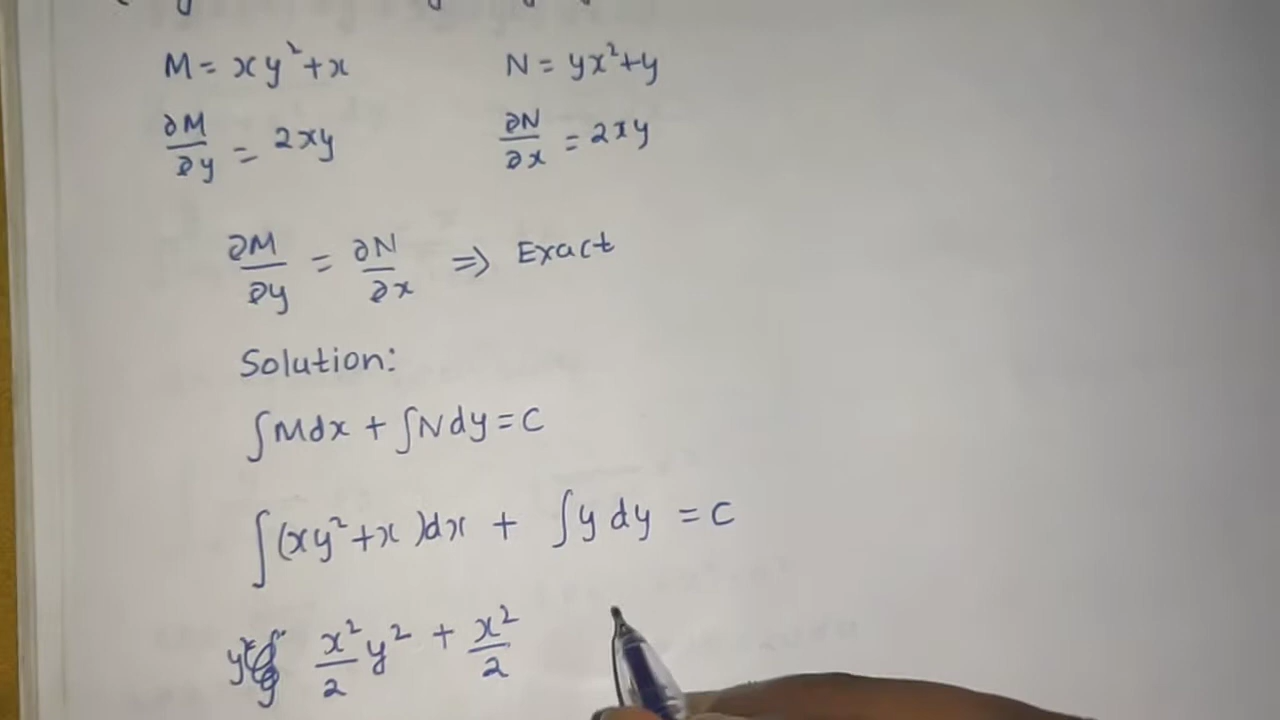 M = xy² + x N = yx² + y
∂M/∂y = 2xy ∂N/∂x = 2xy
∂M/∂y = ∂N/∂x ⇒ Exact
Solution:
∫Mdx + ∫Ndy = C
∫(xy² + x)dx + ∫y dy = C
x²/2 y² + x²/2